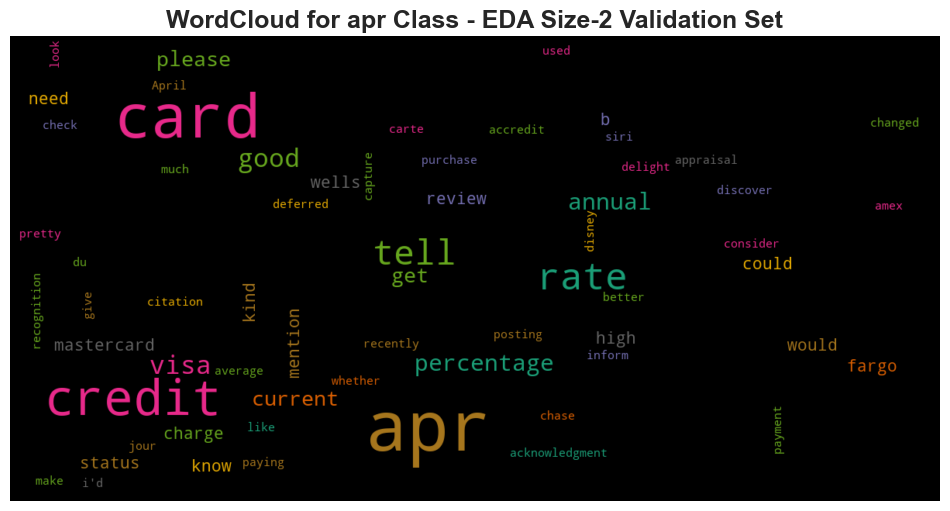 WordCloud for apr Class - EDA Size-2 Validation Set
look
used
please
April
need
card
check
b
siri
changed
carte
accredit
good
much
capture
purchase
delight
appraisal
wells
review
discover
annual
deferred
amex
disney
pretty
tell
consider
du
could
get
rate
better
recognition
give
citation
kind
mention
posting
high
mastercard
recently
inform
would
visa
average
percentage
fargo
whether
credit
current
apr
chase
payment
charge
like
jour
acknowledgment
status
know
paying
make
i'd